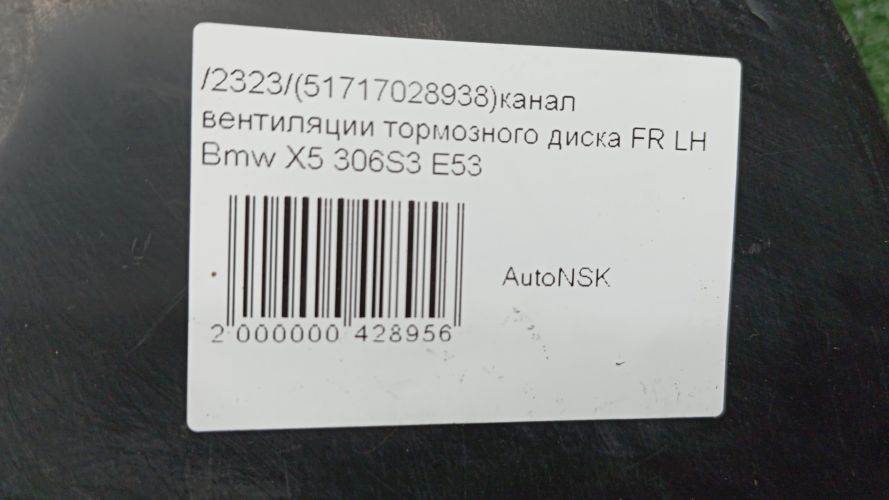 /2323/(51717028938)канал
вентиляции тормозного диска FR LH
Bmw X5 306S3 E53
AutoNSK
2 000000 428956